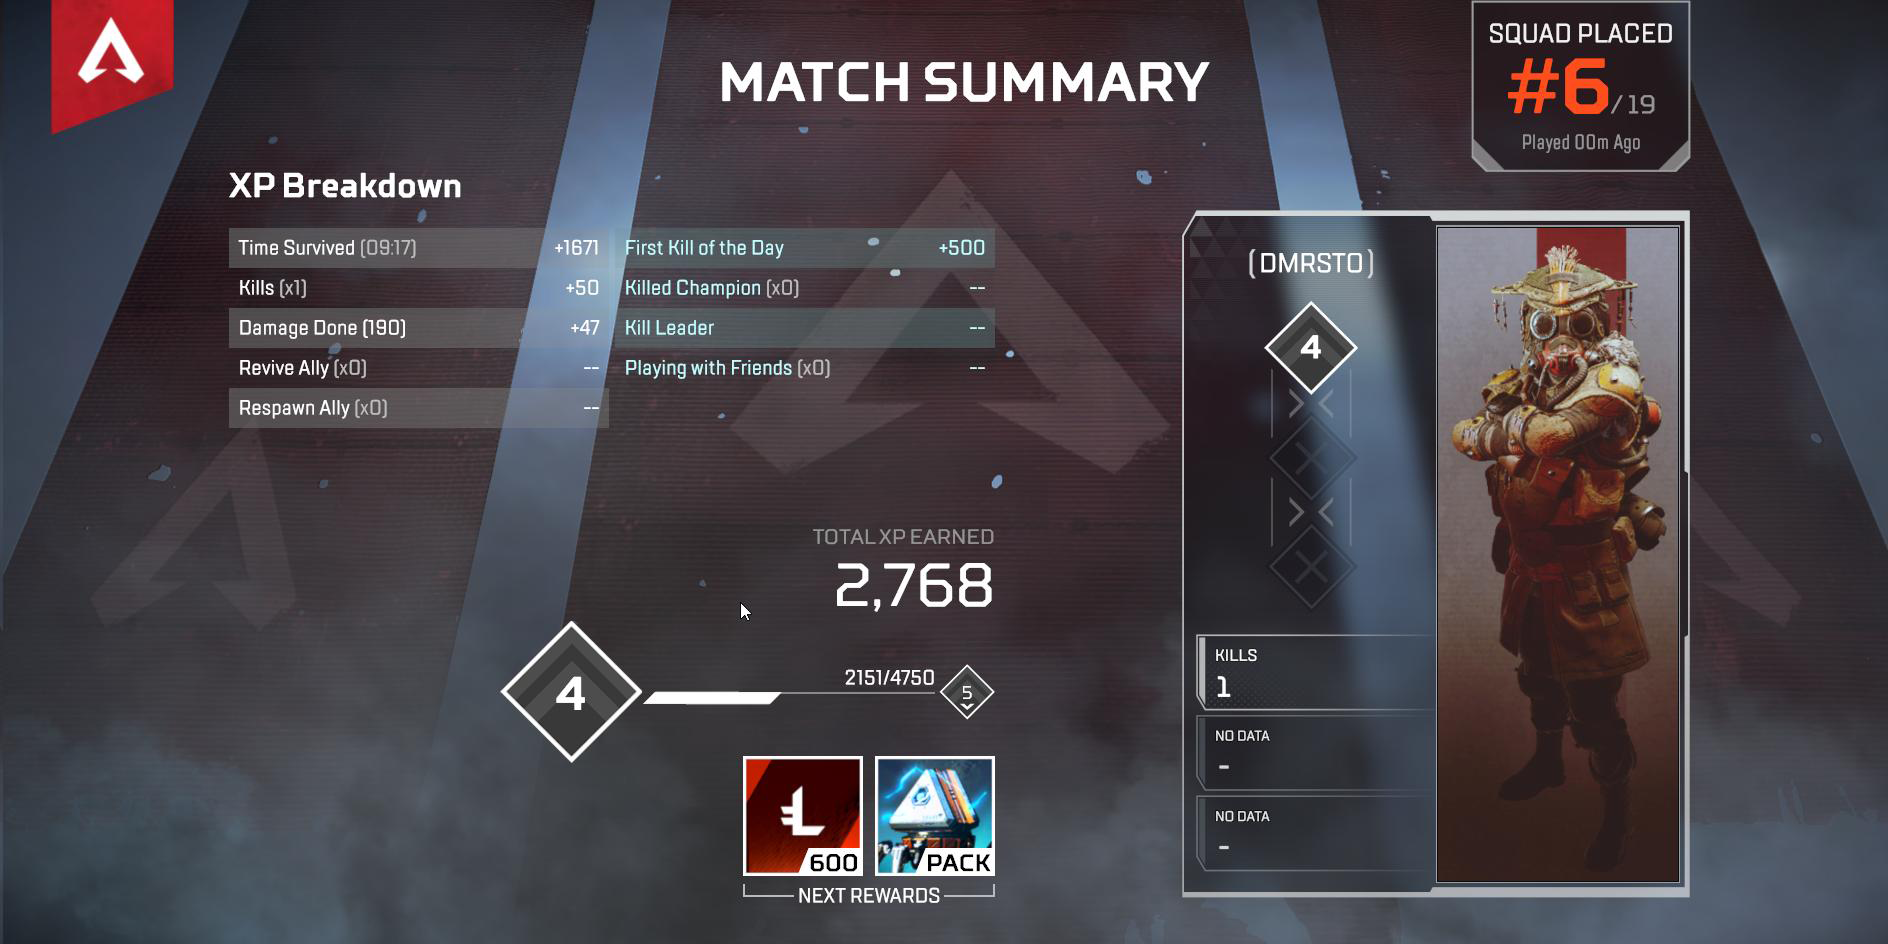 MATCH SUMMARY
SQUAD PLACED
#6/19
Played 00m Ago
XP Breakdown
Time Survived (09:17) +1671
Kills (x1) +50
Damage Done (190) +47
Revive Ally (x0) --
Respawn Ally (x0) --
First Kill of the Day +500
Killed Champion (x0) --
Kill Leader --
Playing with Friends (x0) --
TOTAL XP EARNED
2,768
4
2151/4750
5
600
PACK
NEXT REWARDS
(DMRSTO)
4
KILLS
1
NO DATA
-
NO DATA
-